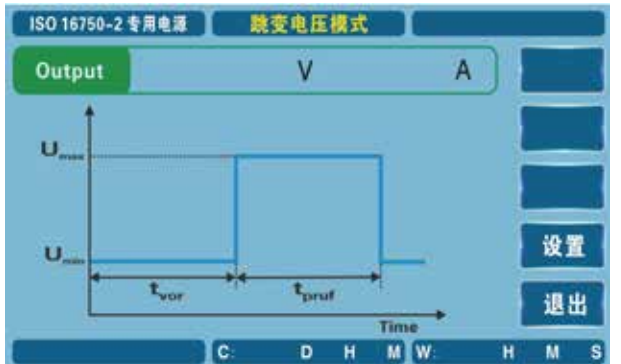 ISO 16750-2 专用电源 跳变电压模式
Output V A
Umax
Umin
设置
tvor tpruf
退出
Time
C: D H M W: H M S